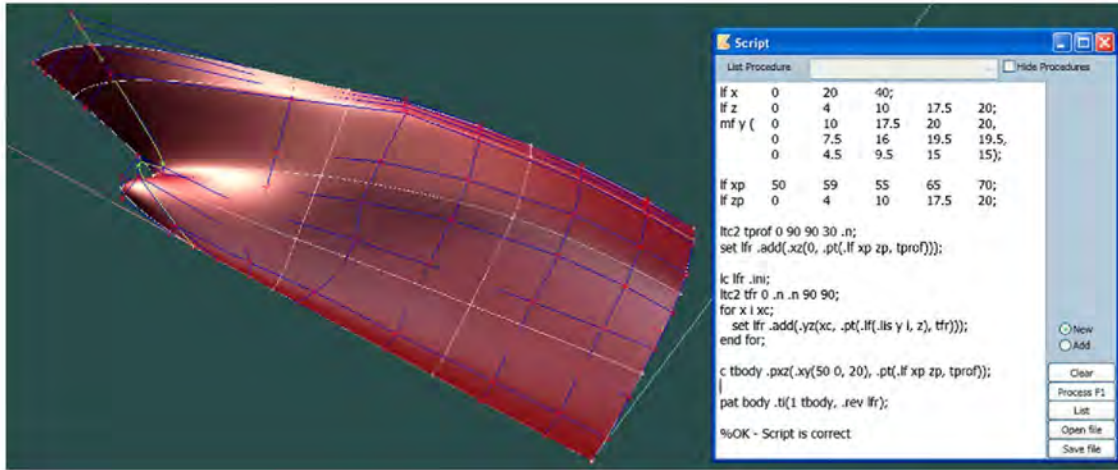 Script
List Procedure
Hide Procedures
lf x 0 20 40;
lf z 0 4 10 17.5 20;
mf y ( 0 10 17.5 20 20,
0 7.5 16 19.5 19.5,
0 4.5 9.5 15 15);
lf xp 50 59 55 65 70;
lf zp 0 4 10 17.5 20;
ltc2 tprof 0 90 90 30 .n;
set lfr .add(.xz(0, .pt(.lf xp zp, tprof)));
lc lfr .ini;
ltc2 tfr 0 .n .n 90 90;
for x i xc;
set lfr .add(.yz(xc, .pt(.lf(.lis y i, z), tfr)));
end for;
c tbody .pxz(.xy(50 0, 20), .pt(.lf xp zp, tprof));
pat body .ti(1 tbody, .rev lfr);
%OK - Script is correct
New
Add
Clear
Process F1
List
Open file
Save file